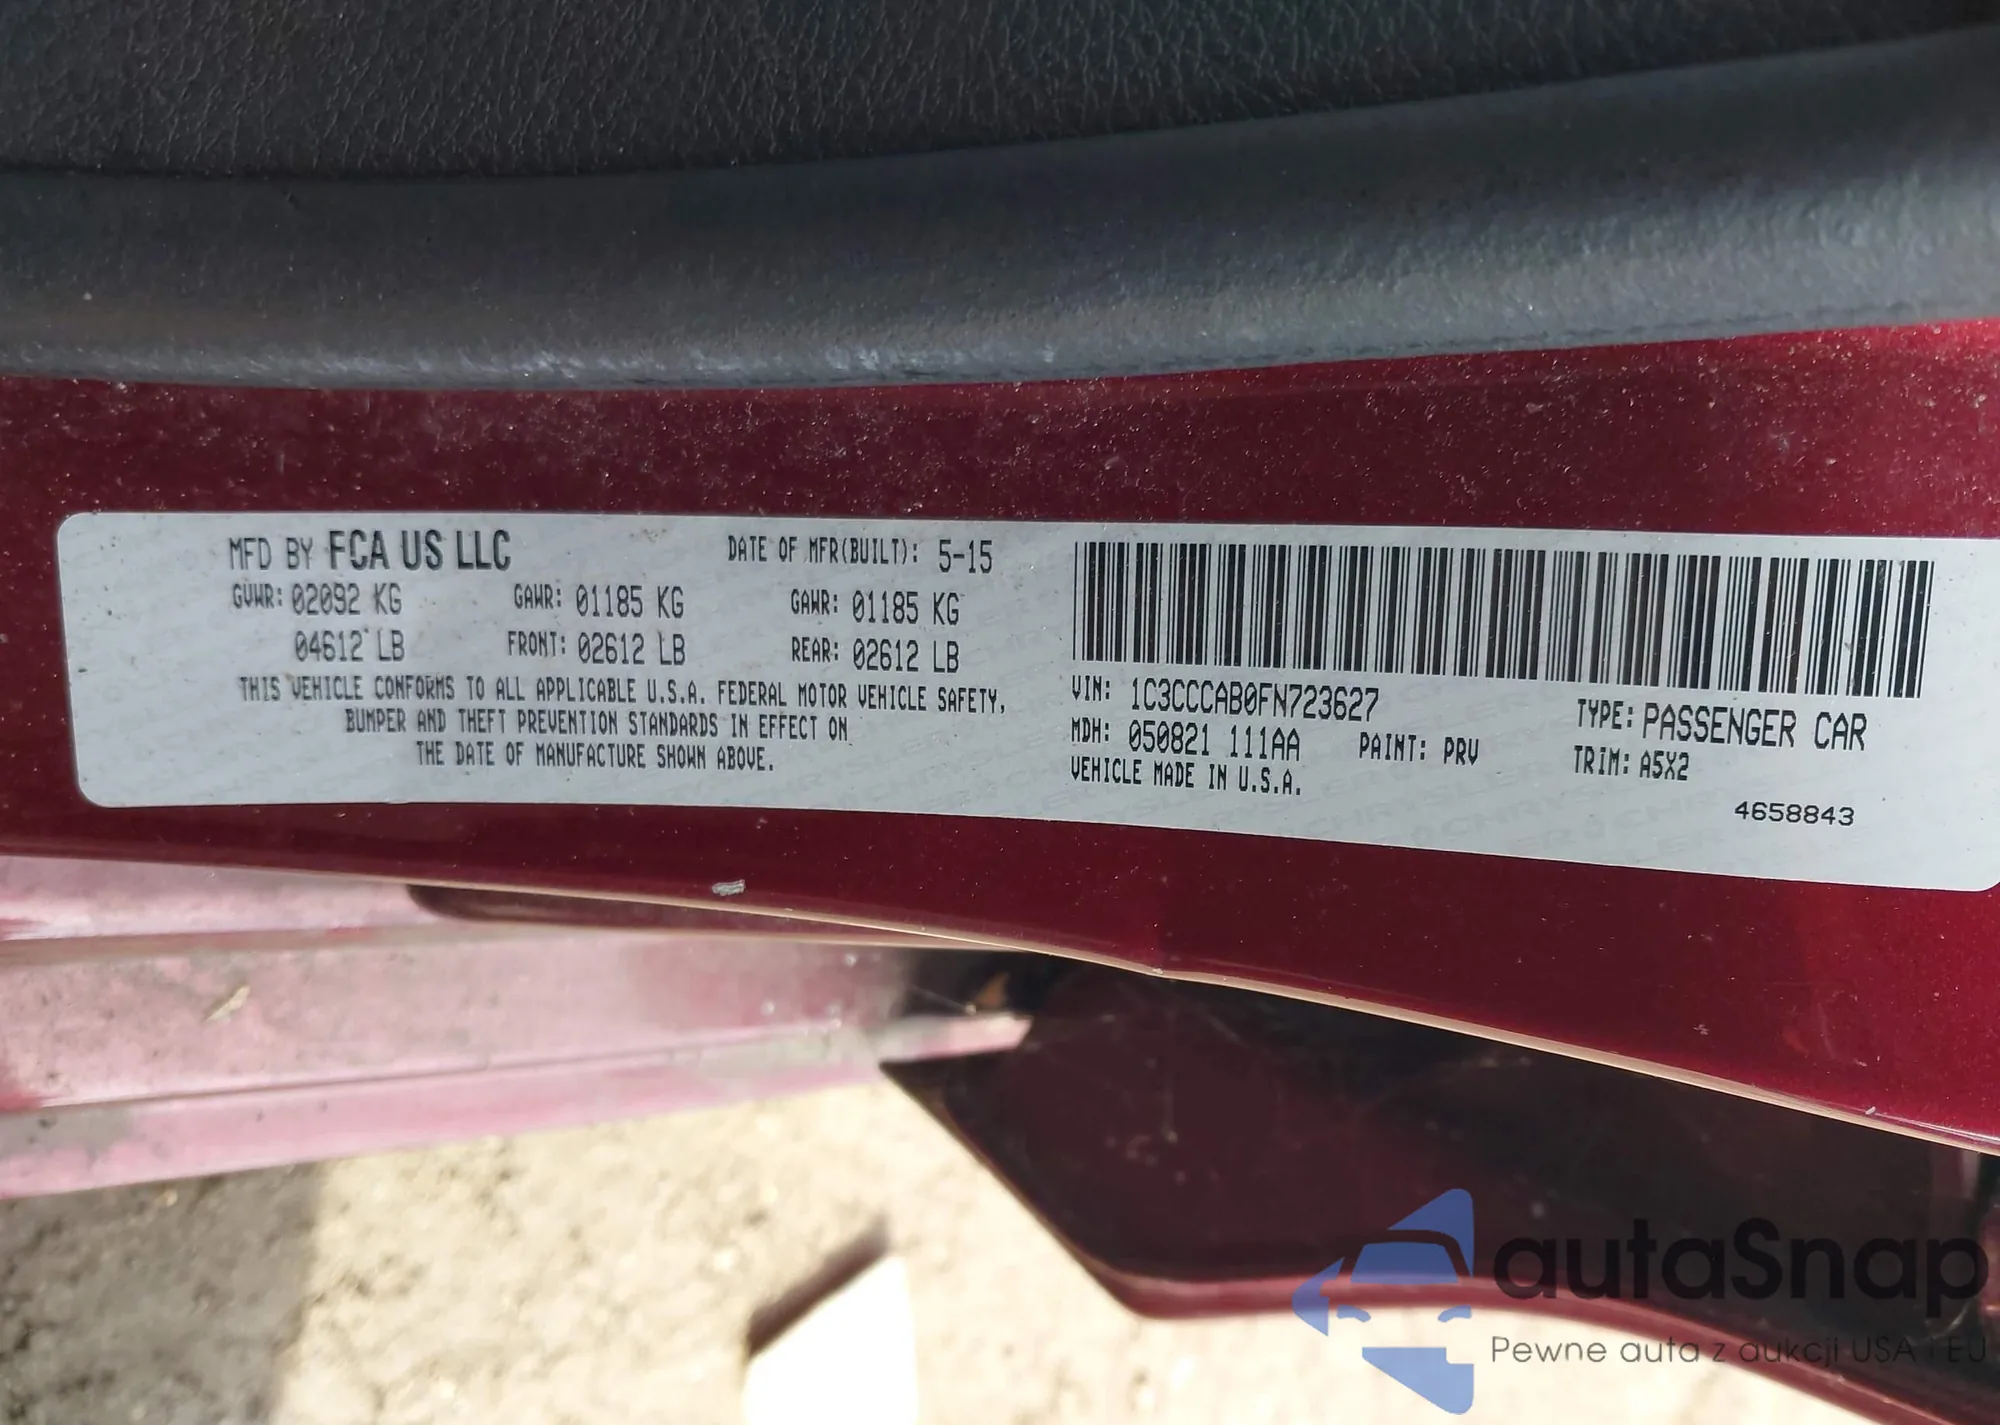 MFD BY FCA US LLC DATE OF MFR(BUILT): 5-15
GVWR: 02092 KG GAWR: 01185 KG GAWR: 01185 KG
04612 LB FRONT: 02612 LB REAR: 02612 LB
THIS VEHICLE CONFORMS TO ALL APPLICABLE U.S.A. FEDERAL MOTOR VEHICLE SAFETY,
BUMPER AND THEFT PREVENTION STANDARDS IN EFFECT ON
THE DATE OF MANUFACTURE SHOWN ABOVE.
VIN: 1C3CCCAB0FN723627 TYPE: PASSENGER CAR
MDH: 050821 111AA PAINT: PRV TRIM: A5X2
VEHICLE MADE IN U.S.A.
4658843
autaSnap
Pewne auta z aukcji USA i EU